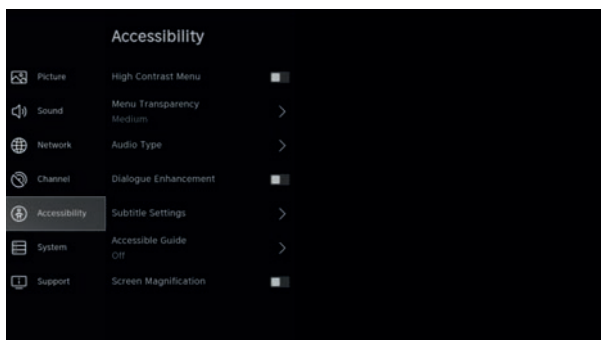 Accessibility
Picture
High Contrast Menu
Sound
Menu Transparency
Medium
Network
Audio Type
Channel
Dialogue Enhancement
Accessibility
Subtitle Settings
System
Accessible Guide
Off
Support
Screen Magnification